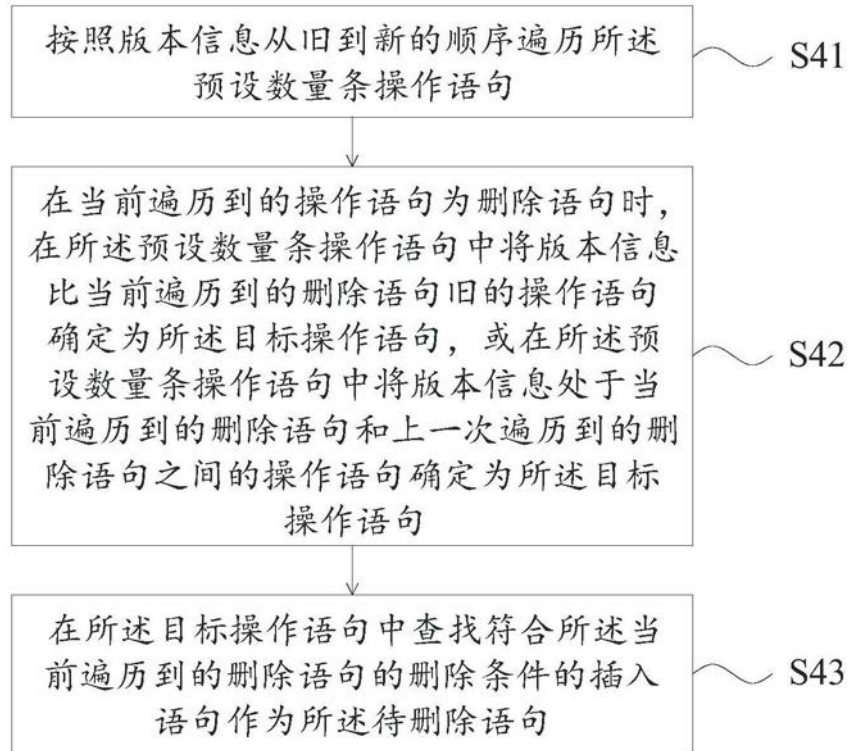 按照版本信息从旧到新的顺序遍历所述
预设数量条操作语句
S41
在当前遍历到的操作语句为删除语句时，
在所述预设数量条操作语句中将版本信息
比当前遍历到的删除语句旧的操作语句
确定为所述目标操作语句，或在所述预
设数量条操作语句中将版本信息处于当
前遍历到的删除语句和上一次遍历到的删
除语句之间的操作语句确定为所述目标
操作语句
S42
在所述目标操作语句中查找符合所述当
前遍历到的删除语句的删除条件的插入
语句作为所述待删除语句
S43